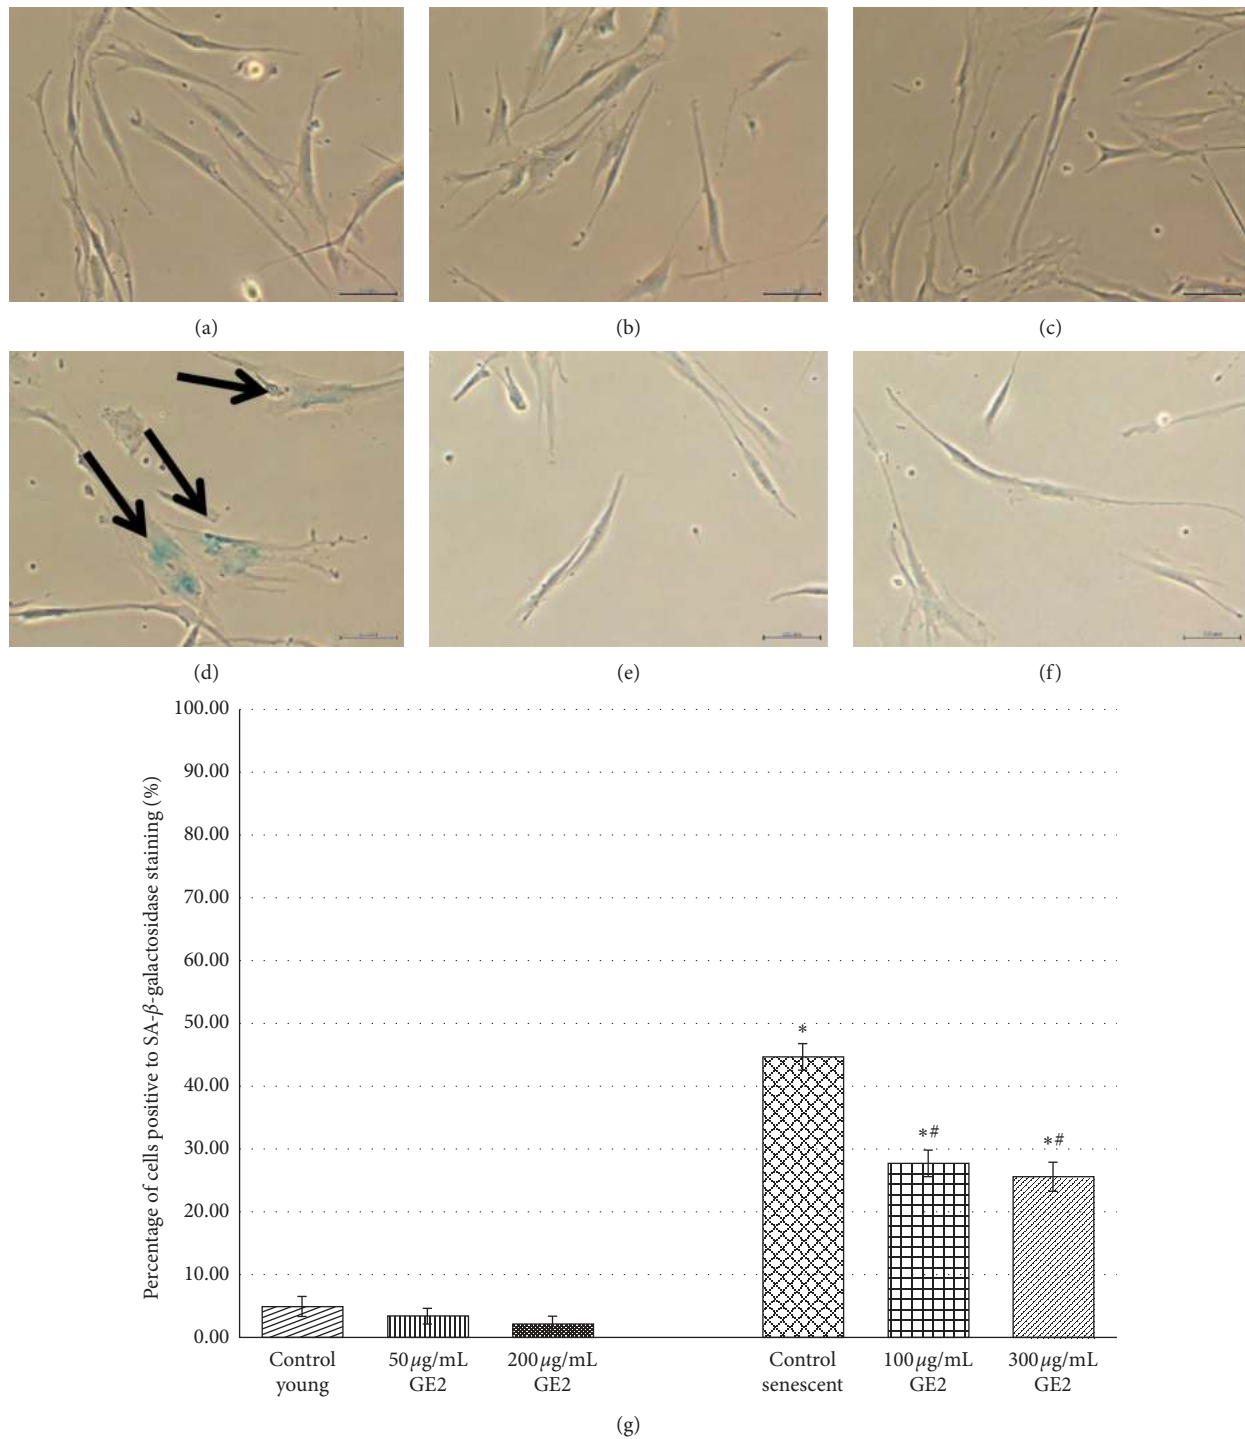 (a)
(b)
(c)
(d)
(e)
(f)
Percentage of cells positive to SA-β-galactosidase staining (%)
100.00
90.00
80.00
70.00
60.00
50.00
40.00
30.00
20.00
10.00
0.00
*
*#
*#
Control
young
50 μg/mL
GE2
200 μg/mL
GE2
Control
senescent
100 μg/mL
GE2
300 μg/mL
GE2
(g)